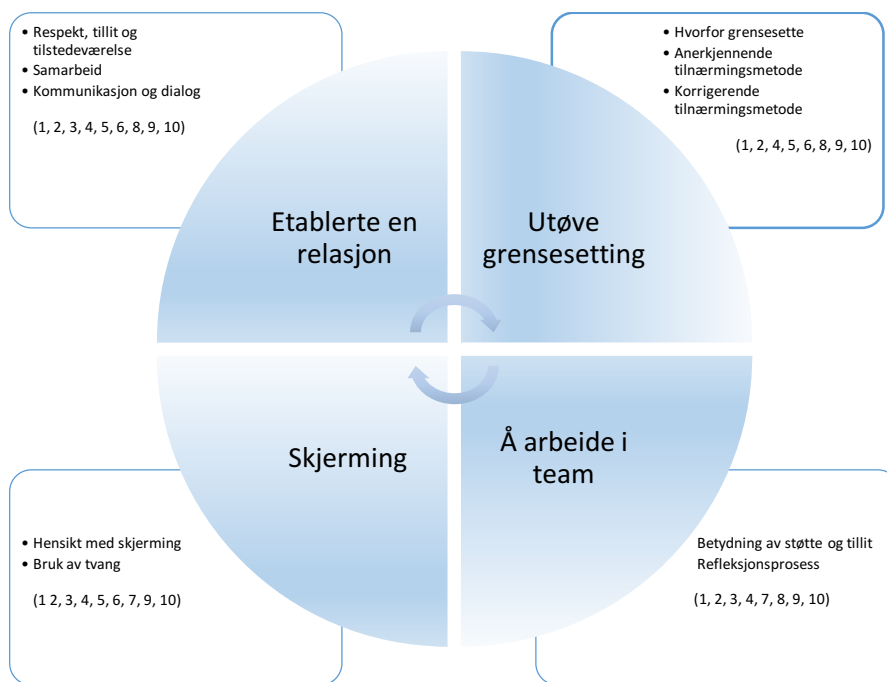 • Respekt, tillit og
tilstedeværelse
• Samarbeid
• Kommunikasjon og dialog
(1, 2, 3, 4, 5, 6, 8, 9, 10)
• Hvorfor grensesette
• Anerkjennende
tilnærmingsmetode
• Korrigerende
tilnærmingsmetode
(1, 2, 4, 5, 6, 8, 9, 10)
Etablerte en
relasjon
Utøve
grensesetting
Skjerming
Å arbeide i
team
• Hensikt med skjerming
• Bruk av tvang
(1 2, 3, 4, 5, 6, 7, 9, 10)
Betydning av støtte og tillit
Refleksjonsprosess
(1, 2, 3, 4, 7, 8, 9, 10)